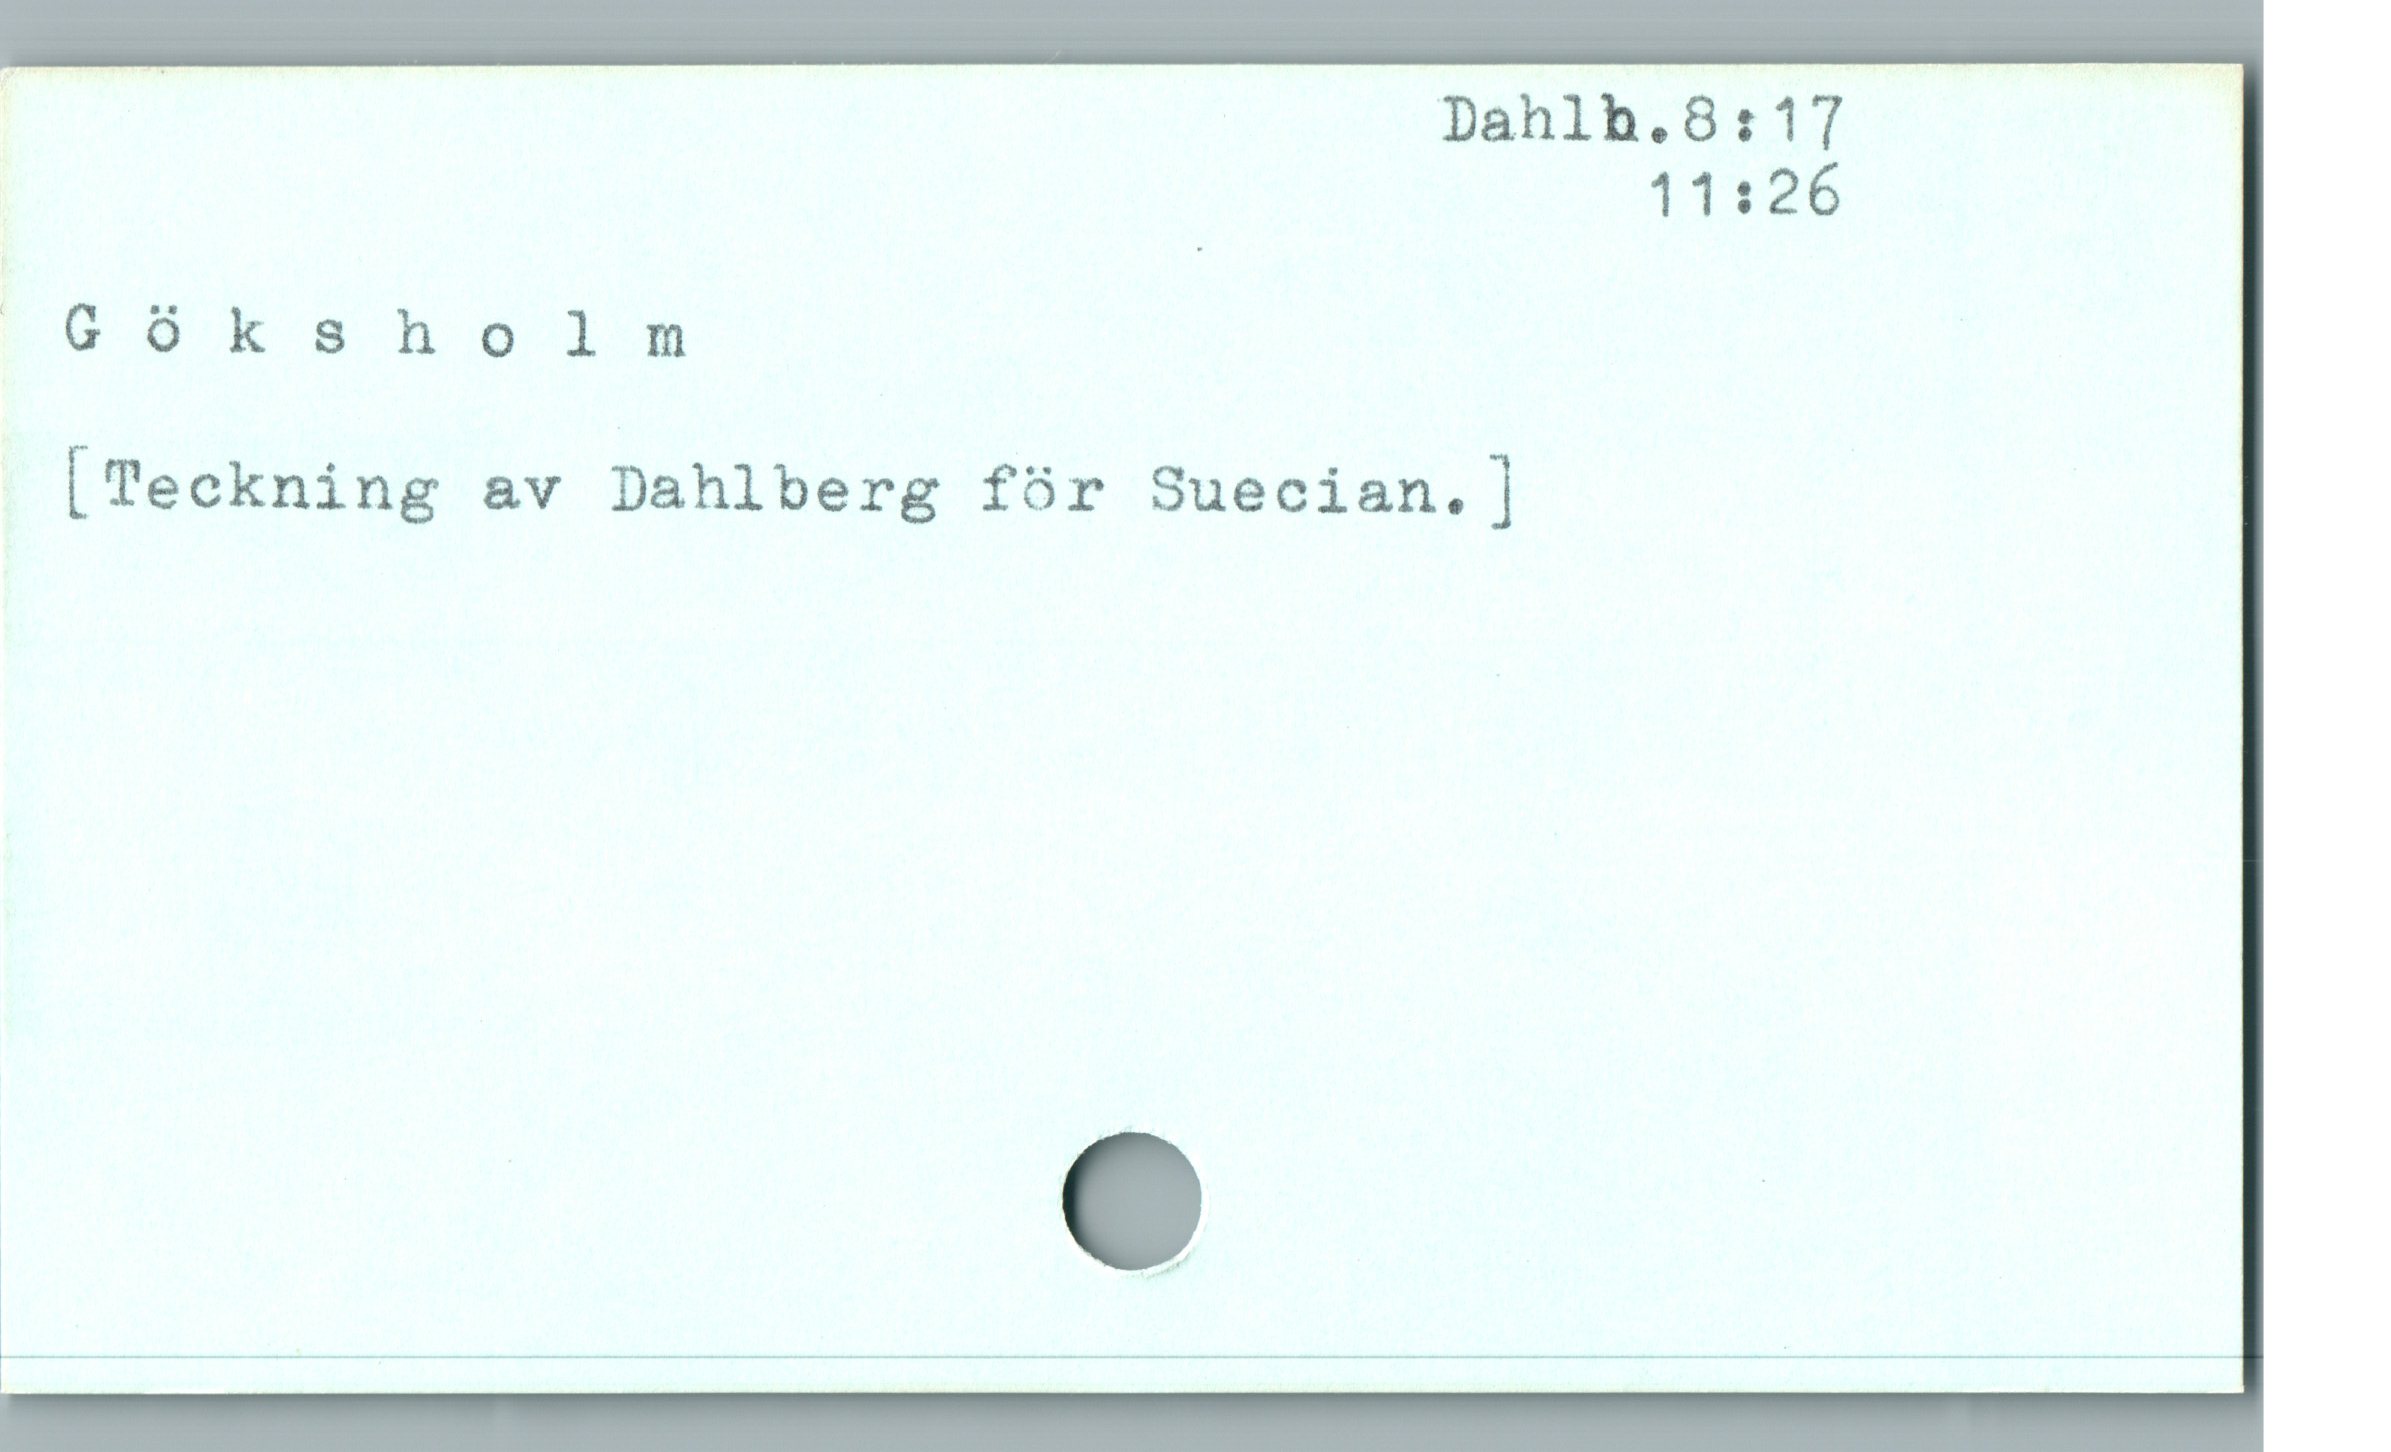 Dahlb.8:17
11:26
G ö k s h o l m
[Teckning av Dahlberg för Suecian.]